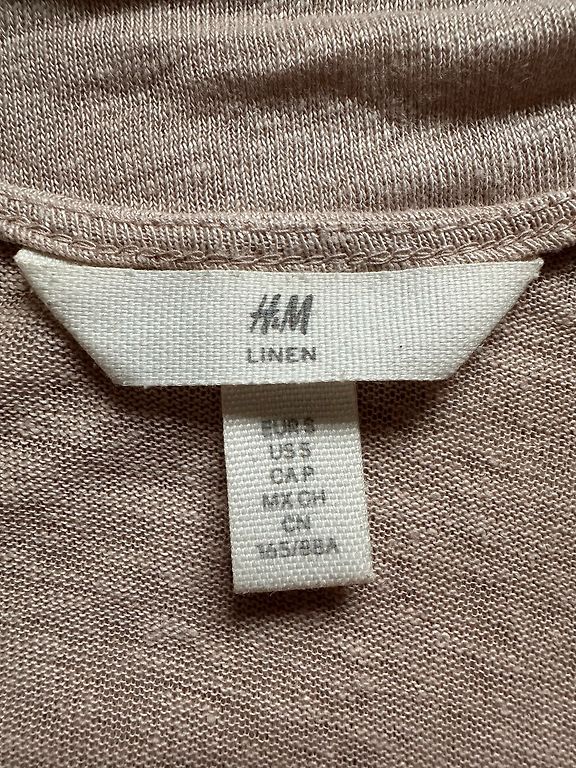 H&M
LINEN
EUR S
US S
CA P
MX CH
CN
165/88A